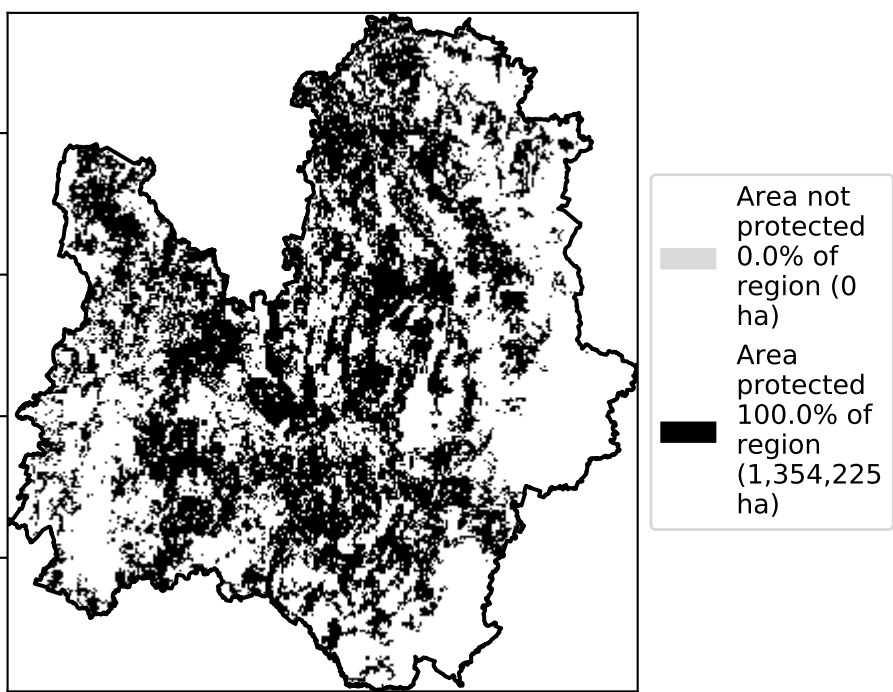 Area not
protected
0.0% of
region (0
ha)
Area
protected
100.0% of
region
(1,354,225
ha)